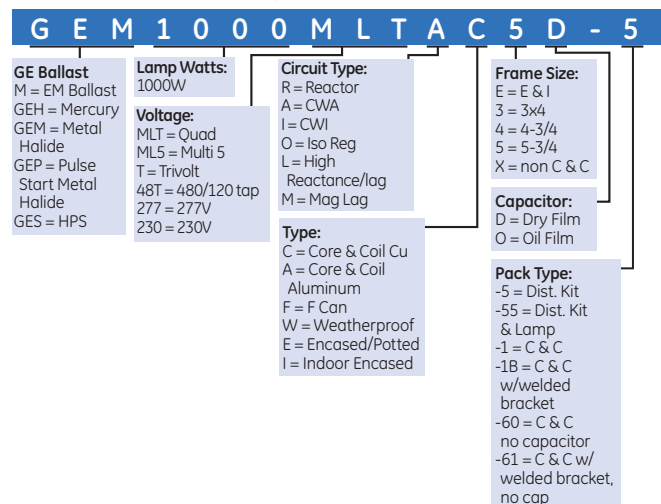 GEM1000MLTAC5D-5
GE Ballast
M = EM Ballast
GEH = Mercury
GEM = Metal
Halide
GEP = Pulse
Start Metal
Halide
GES = HPS
Lamp Watts:
1000W
Voltage:
MLT = Quad
ML5 = Multi 5
T = Trivolt
48T = 480/120 tap
277 = 277V
230 = 230V
Circuit Type:
R = Reactor
A = CWA
I = CWI
O = Iso Reg
L = High
Reactance/lag
M = Mag Lag
Type:
C = Core & Coil Cu
A = Core & Coil
Aluminum
F = F Can
W = Weatherproof
E = Encased/Potted
I = Indoor Encased
Frame Size:
E = E & I
3 = 3x4
4 = 4-3/4
5 = 5-3/4
X = non C & C
Capacitor:
D = Dry Film
O = Oil Film
Pack Type:
-5 = Dist. Kit
-55 = Dist. Kit
& Lamp
-1 = C & C
-1B = C & C
w/welded
bracket
-60 = C & C
no capacitor
-61 = C & C w/
welded bracket,
no cap